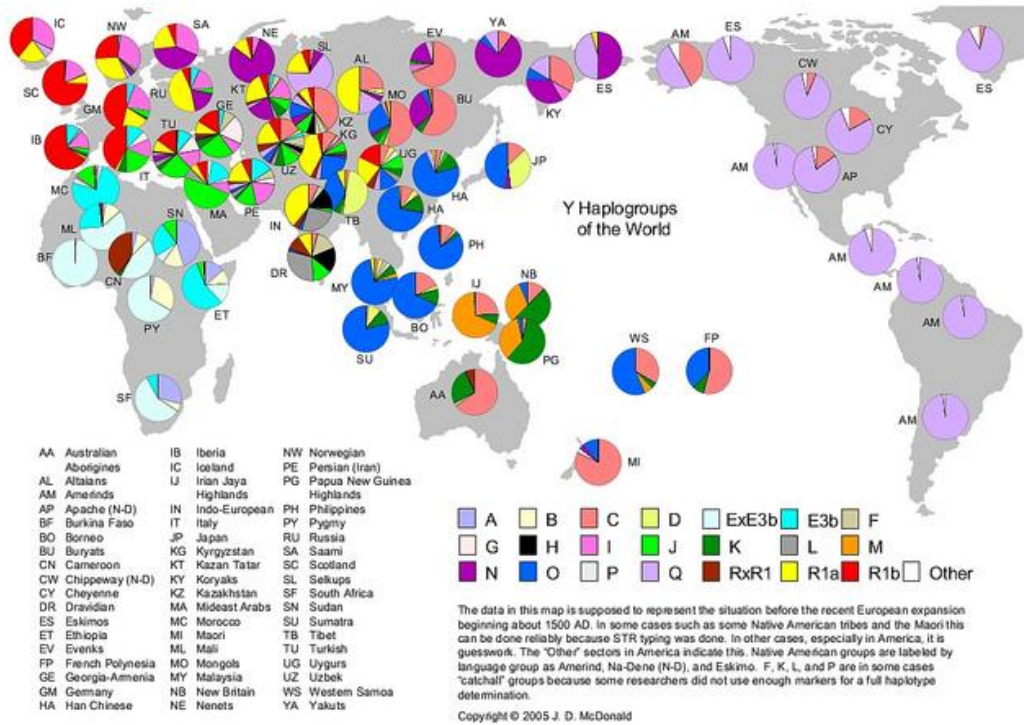 IC
NW
SA
NE
SL
EV
YA
AM
ES
CW
ES
SC
GM
RU
KT
GE
AL
MO
BU
KY
ES
CY
IB
TU
KZ
KG
UG
UZ
HA
JP
AM
AP
IT
MC
MA
PE
IN
TB
HA
ML
SN
BF
CN
ET
PY
DR
MY
PH
BO
SU
IJ
NB
PG
Y Haplogroups
of the World
WS
FP
AM
AM
AM
AM
SF
AA
MI
AA Australian
Aborigines
AL Altaians
AM Amerinds
AP Apache (N-D)
BF Burkina Faso
BO Borneo
BU Buryats
CN Cameroon
CW Chippeway (N-D)
CY Cheyenne
DR Dravidian
ES Eskimos
ET Ethiopia
EV Evenks
FP French Polynesia
GE Georgia-Armenia
GM Germany
HA Han Chinese
IB Iberia
IC Iceland
IJ Irian Jaya
Highlands
IN Indo-European
IT Italy
JP Japan
KG Kyrgyzstan
KT Kazan Tatar
KY Koryaks
KZ Kazakhstan
MA Mideast Arabs
MC Morocco
MI Maori
ML Mali
MO Mongols
MY Malaysia
NB New Britain
NE Nenets
NW Norwegian
PE Persian (Iran)
PG Papua New Guinea
Highlands
PH Philippines
PY Pygmy
RU Russia
SA Saami
SC Scotland
SL Selkups
SF South Africa
SN Sudan
SU Sumatra
TB Tibet
TU Turkish
UG Uygurs
UZ Uzbek
WS Western Samoa
YA Yakuts
A B C D ExE3b E3b F
G H I J K L M
N O P Q RxR1 R1a R1b Other
The data in this map is supposed to represent the situation before the recent European expansion
beginning about 1500 AD. In some cases such as some Native American tribes and the Maori this
can be done reliably because STR typing was done. In other cases, especially in America, it is
guesswork. The "Other" sectors in America indicate this. Native American groups are labeled by
language group as Amerind, Na-Dene (N-D), and Eskimo. F, K, L, and P are in some cases
"catchall" groups because some researchers did not use enough markers for a full haplotype
determination.
Copyright © 2005 J. D. McDonald